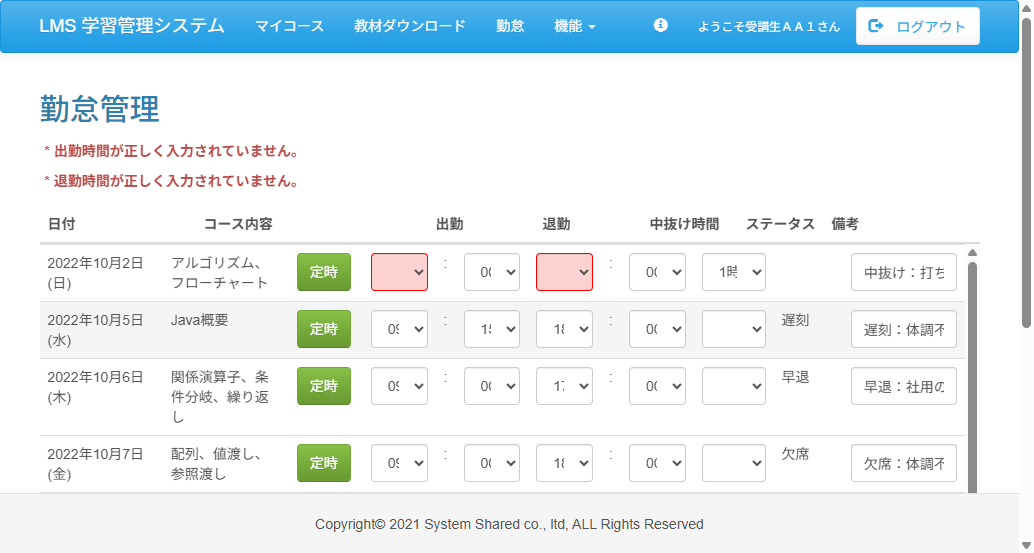 LMS 学習管理システム マイコース 教材ダウンロード 勤怠 機能 ようこそ受講生ＡＡ１さん ログアウト
勤怠管理
* 出勤時間が正しく入力されていません。
* 退勤時間が正しく入力されていません。
日付 コース内容 出勤 退勤 中抜け時間 ステータス 備考
2022年10月2日 アルゴリズム、 定時 : 00 : 00 1時 中抜け：打ち
(日) フローチャート
2022年10月5日 Java概要 定時 09 : 15 18 : 00 遅刻 遅刻：体調不
(水)
2022年10月6日 関係演算子、条 定時 09 : 00 17 : 00 早退 早退：社用の
(木) 件分岐、繰り返
し
2022年10月7日 配列、値渡し、 定時 09 : 00 18 : 00 欠席 欠席：体調不
(金) 参照渡し
Copyright© 2021 System Shared co., ltd, ALL Rights Reserved